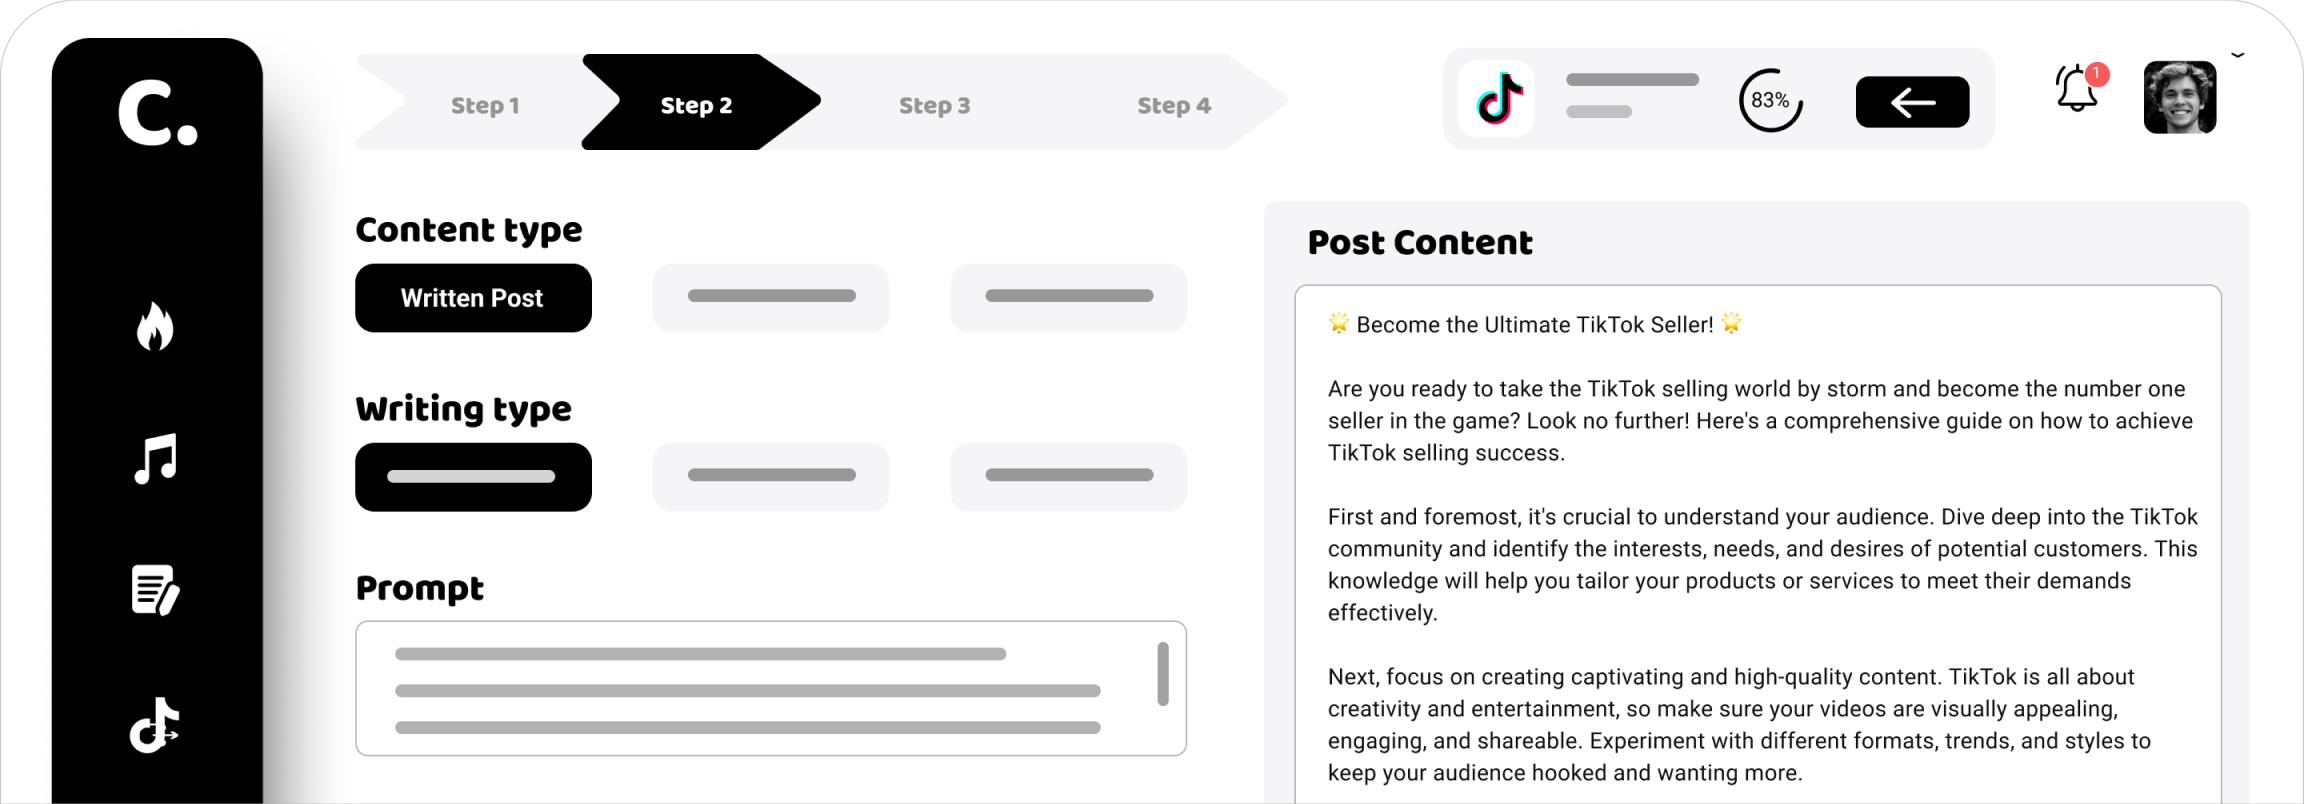 C.
Step 1
Step 2
Step 3
Step 4
83%
1
Content type
Written Post
Writing type
Prompt
Post Content
🌟 Become the Ultimate TikTok Seller! 🌟
Are you ready to take the TikTok selling world by storm and become the number one
seller in the game? Look no further! Here's a comprehensive guide on how to achieve
TikTok selling success.
First and foremost, it's crucial to understand your audience. Dive deep into the TikTok
community and identify the interests, needs, and desires of potential customers. This
knowledge will help you tailor your products or services to meet their demands
effectively.
Next, focus on creating captivating and high-quality content. TikTok is all about
creativity and entertainment, so make sure your videos are visually appealing,
engaging, and shareable. Experiment with different formats, trends, and styles to
keep your audience hooked and wanting more.